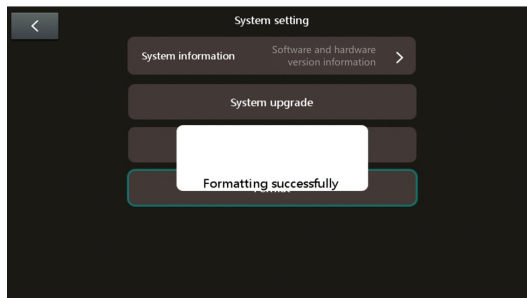 System setting
System information
Software and hardware
version information
System upgrade
Formatting successfully